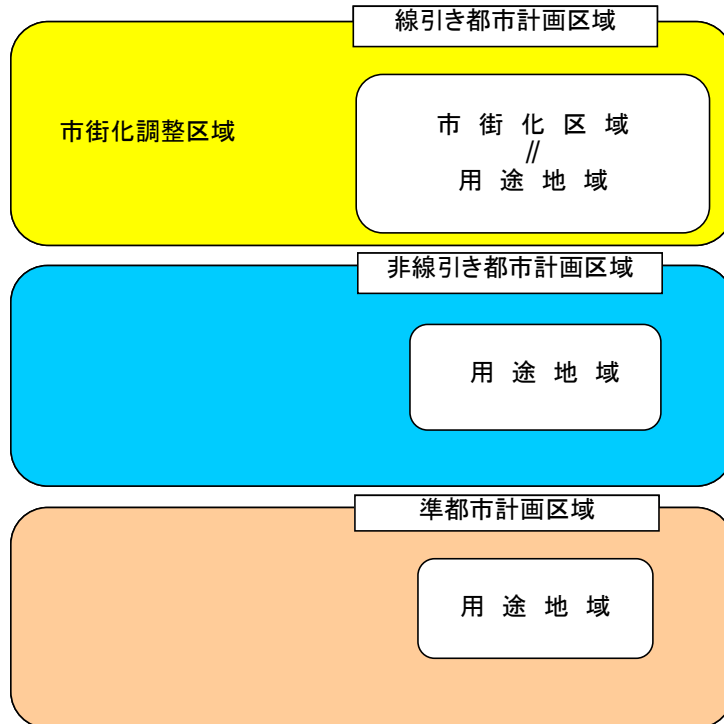 線引き都市計画区域
市街化調整区域
市 街 化 区 域
//
用 途 地 域
非線引き都市計画区域
用 途 地 域
準都市計画区域
用 途 地 域